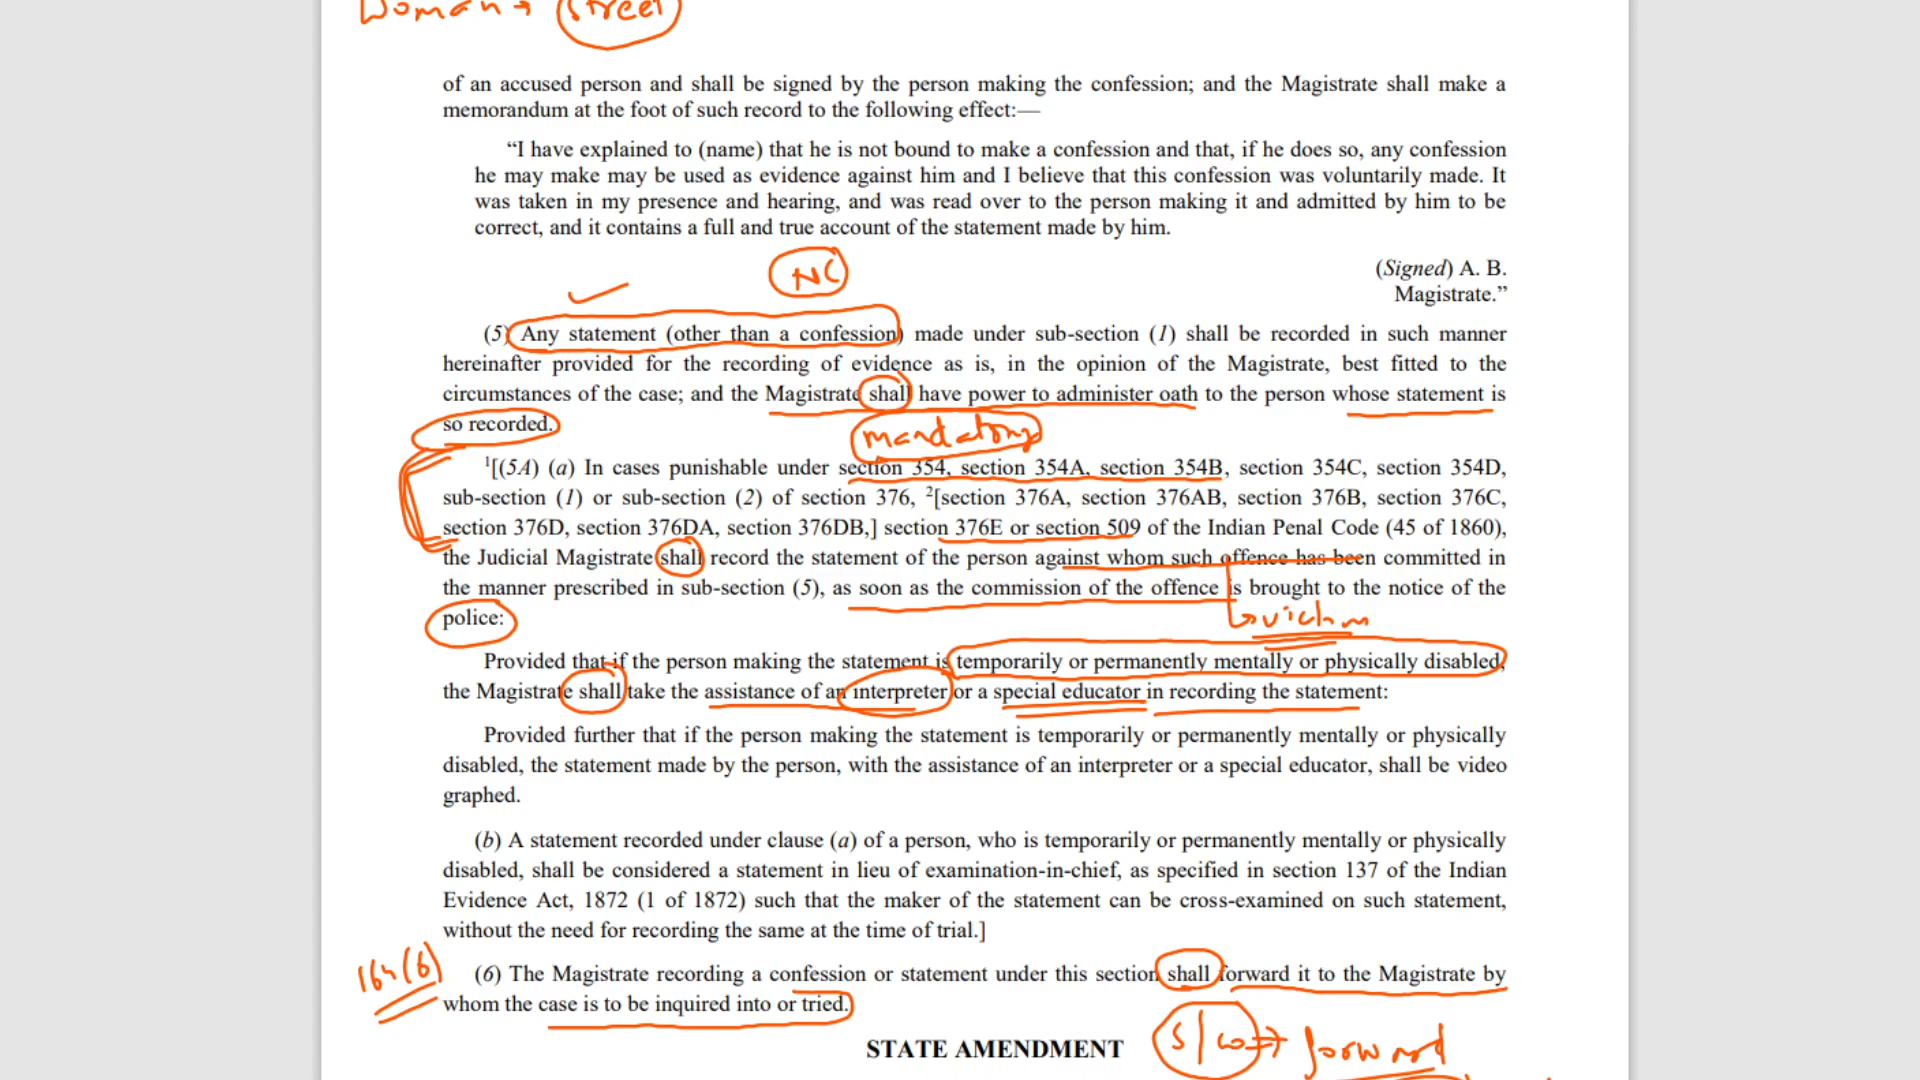 Woman → Street
of an accused person and shall be signed by the person making the confession; and the Magistrate shall make a
memorandum at the foot of such record to the following effect:—
“I have explained to (name) that he is not bound to make a confession and that, if he does so, any confession
he may make may be used as evidence against him and I believe that this confession was voluntarily made. It
was taken in my presence and hearing, and was read over to the person making it and admitted by him to be
correct, and it contains a full and true account of the statement made by him.
NC
(Signed) A. B.
Magistrate.”
(5) Any statement (other than a confession) made under sub-section (1) shall be recorded in such manner
hereinafter provided for the recording of evidence as is, in the opinion of the Magistrate, best fitted to the
circumstances of the case; and the Magistrate shall have power to administer oath to the person whose statement is
so recorded.
mandatory
1[(5A) (a) In cases punishable under section 354, section 354A, section 354B, section 354C, section 354D,
sub-section (1) or sub-section (2) of section 376, 2[section 376A, section 376AB, section 376B, section 376C,
section 376D, section 376DA, section 376DB,] section 376E or section 509 of the Indian Penal Code (45 of 1860),
the Judicial Magistrate shall record the statement of the person against whom such offence has been committed in
the manner prescribed in sub-section (5), as soon as the commission of the offence is brought to the notice of the
police:
victim
Provided that if the person making the statement is temporarily or permanently mentally or physically disabled,
the Magistrate shall take the assistance of an interpreter or a special educator in recording the statement:
Provided further that if the person making the statement is temporarily or permanently mentally or physically
disabled, the statement made by the person, with the assistance of an interpreter or a special educator, shall be video
graphed.
(b) A statement recorded under clause (a) of a person, who is temporarily or permanently mentally or physically
disabled, shall be considered a statement in lieu of examination-in-chief, as specified in section 137 of the Indian
Evidence Act, 1872 (1 of 1872) such that the maker of the statement can be cross-examined on such statement,
without the need for recording the same at the time of trial.]
164(6)
(6) The Magistrate recording a confession or statement under this section shall forward it to the Magistrate by
whom the case is to be inquired into or tried.
STATE AMENDMENT
forward